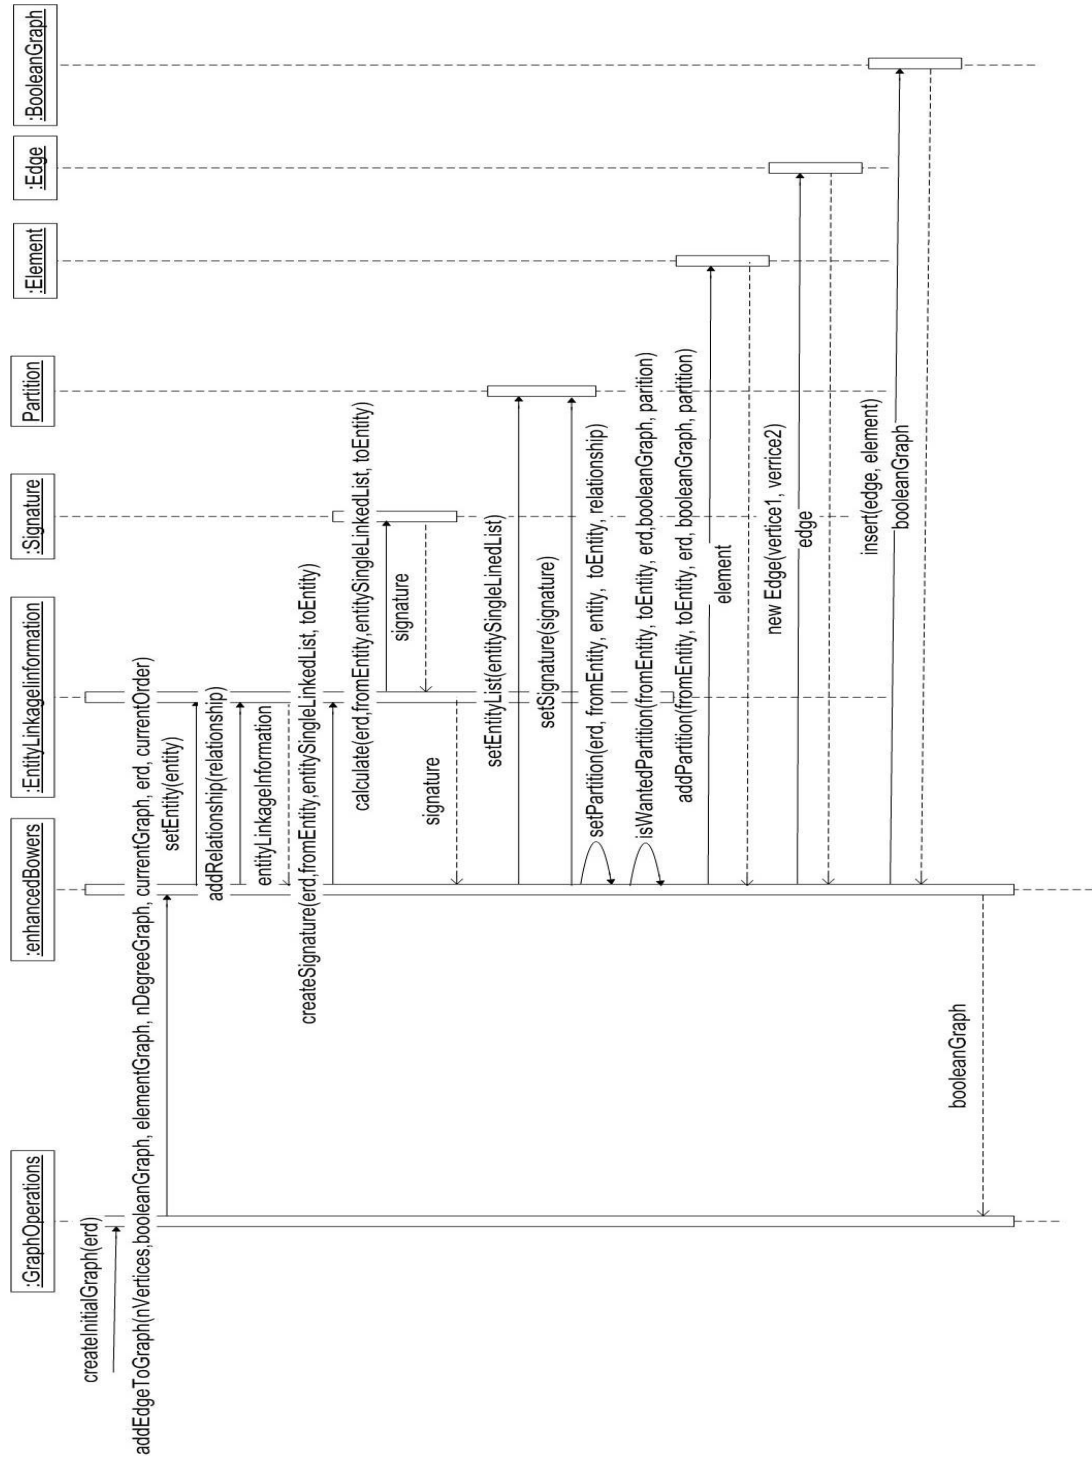 :GraphOperations
:enhancedBowers
:EntityLinkageIinformation
:Signature
Partition
:Element
:Edge
:BooleanGraph
createInitialGraph(erd)
addEdgeToGraph(nVertices,booleanGraph, elementGraph, nDegreeGraph, currentGraph, erd, currentOrder)
setEntity(entity)
addRelationship(relationship)
entityLinkageInformation
createSignature(erd,fromEntity,entitySingleLinkedList, toEntity)
calculate(erd,fromEntity,entitySingleLinkedList, toEntity)
signature
signature
setEntityList(entitySingleLinedList)
setSignature(signature)
setPartition(erd, fromEntity, entity, toEntity, relationship)
isWantedPartition(fromEntity, toEntity, erd,booleanGraph, parition)
addPartition(fromEntity, toEntity, erd, booleanGraph, partition)
element
new Edge(vertice1, verrice2)
edge
insert(edge, element)
booleanGraph
booleanGraph